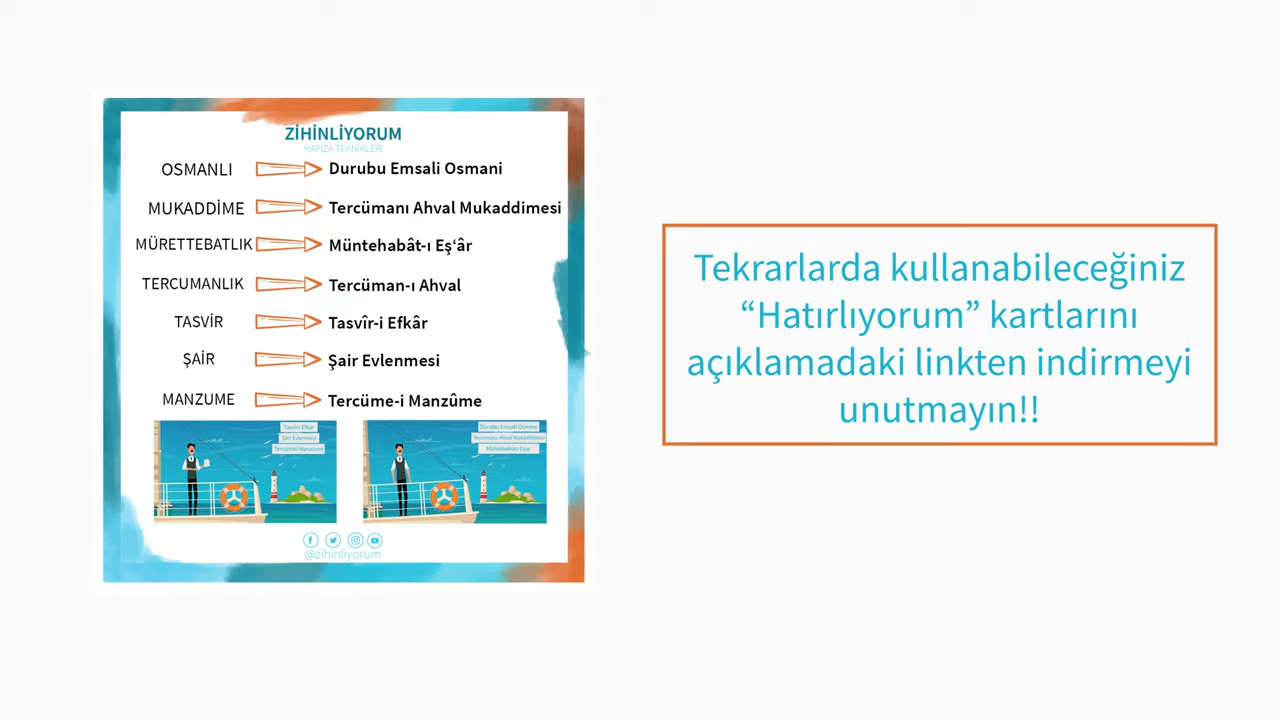 ZİHİNLİYORUM
HAFIZA TEKNİKLERİ
OSMANLI Durubu Emsali Osmani
MUKADDİME Tercümanı Ahval Mukaddimesi
MÜRETTEBATLIK Müntehabât-ı Eş‘âr
TERCUMANLIK Tercüman-ı Ahval
TASVİR Tasvîr-i Efkâr
ŞAİR Şair Evlenmesi
MANZUME Tercüme-i Manzûme
Tasviri Efkar
Şair Evlenmesi
Tercümei Manzume
Durubu Emsali Osmani
Tercumanı Ahval Mukaddimesi
Müntehabatı Eşar
@zihinliyorum
Tekrarlarda kullanabileceğiniz
“Hatırlıyorum” kartlarını
açıklamadaki linkten indirmeyi
unutmayın!!